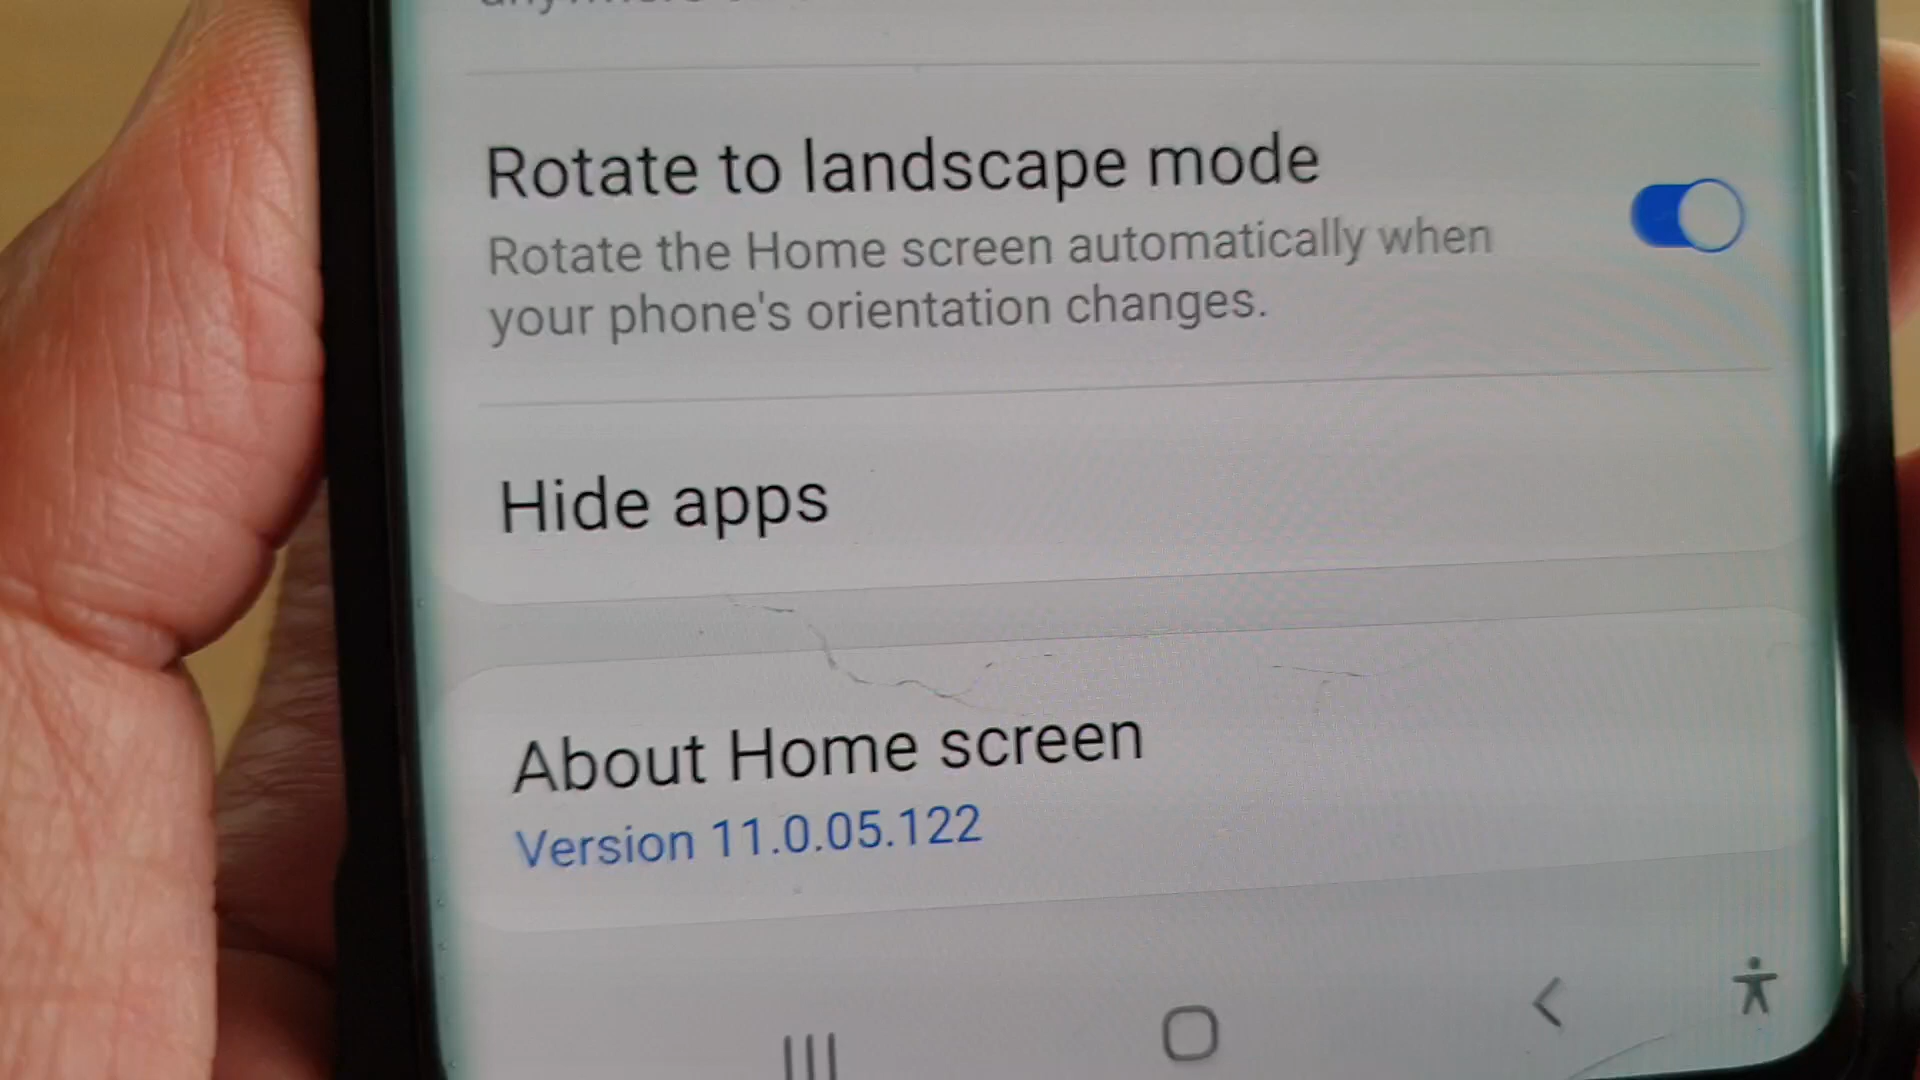 Rotate to landscape mode
Rotate the Home screen automatically when
your phone's orientation changes.
Hide apps
About Home screen
Version 11.0.05.122